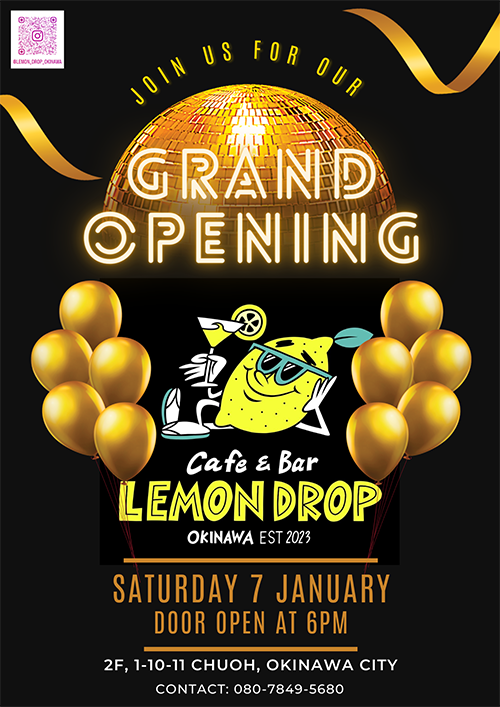 @LEMON_DROP_OKINAWA
JOIN US FOR OUR
GRAND
OPENING
Cafe & Bar
LEMON DROP
OKINAWA EST 2023
SATURDAY 7 JANUARY
DOOR OPEN AT 6PM
2F, 1-10-11 CHUOH, OKINAWA CITY
CONTACT: 080-7849-5680